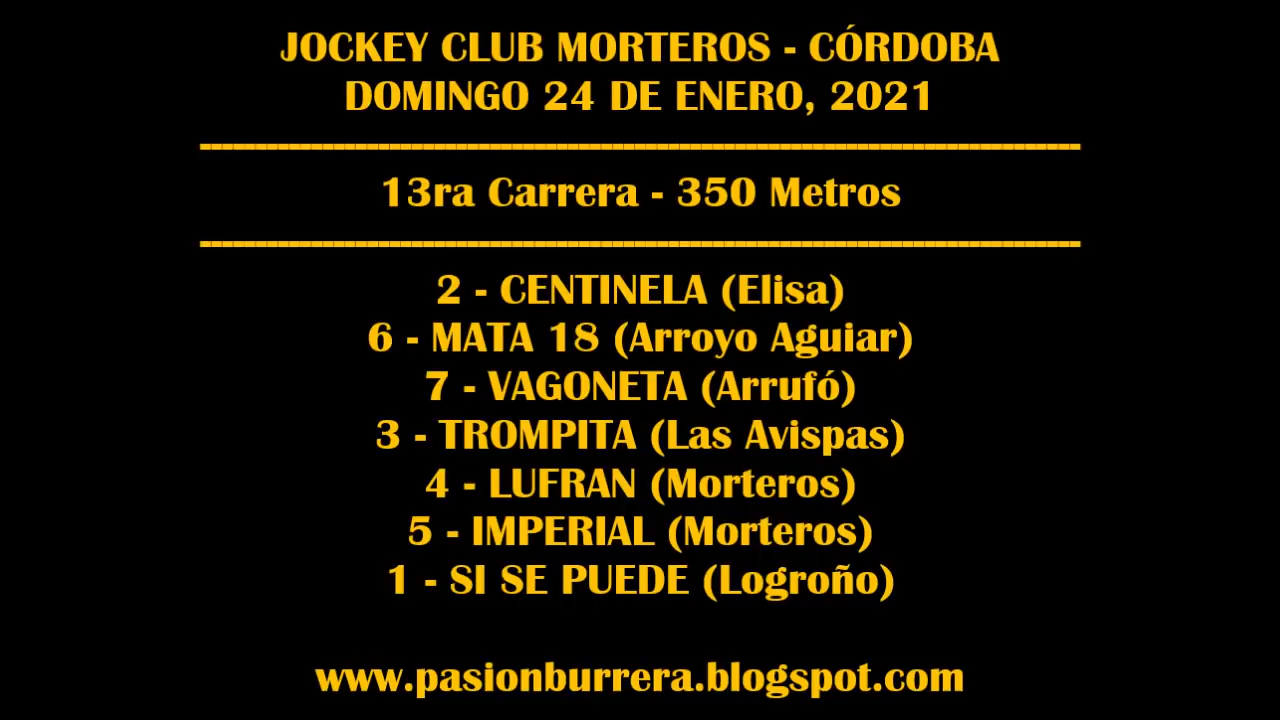 JOCKEY CLUB MORTEROS - CÓRDOBA
DOMINGO 24 DE ENERO, 2021
--------------------------------------------------------------------------------
13ra Carrera - 350 Metros
--------------------------------------------------------------------------------
2 - CENTINELA (Elisa)
6 - MATA 18 (Arroyo Aguiar)
7 - VAGONETA (Arrufó)
3 - TROMPITA (Las Avispas)
4 - LUFRAN (Morteros)
5 - IMPERIAL (Morteros)
1 - SI SE PUEDE (Logroño)
www.pasionburrera.blogspot.com